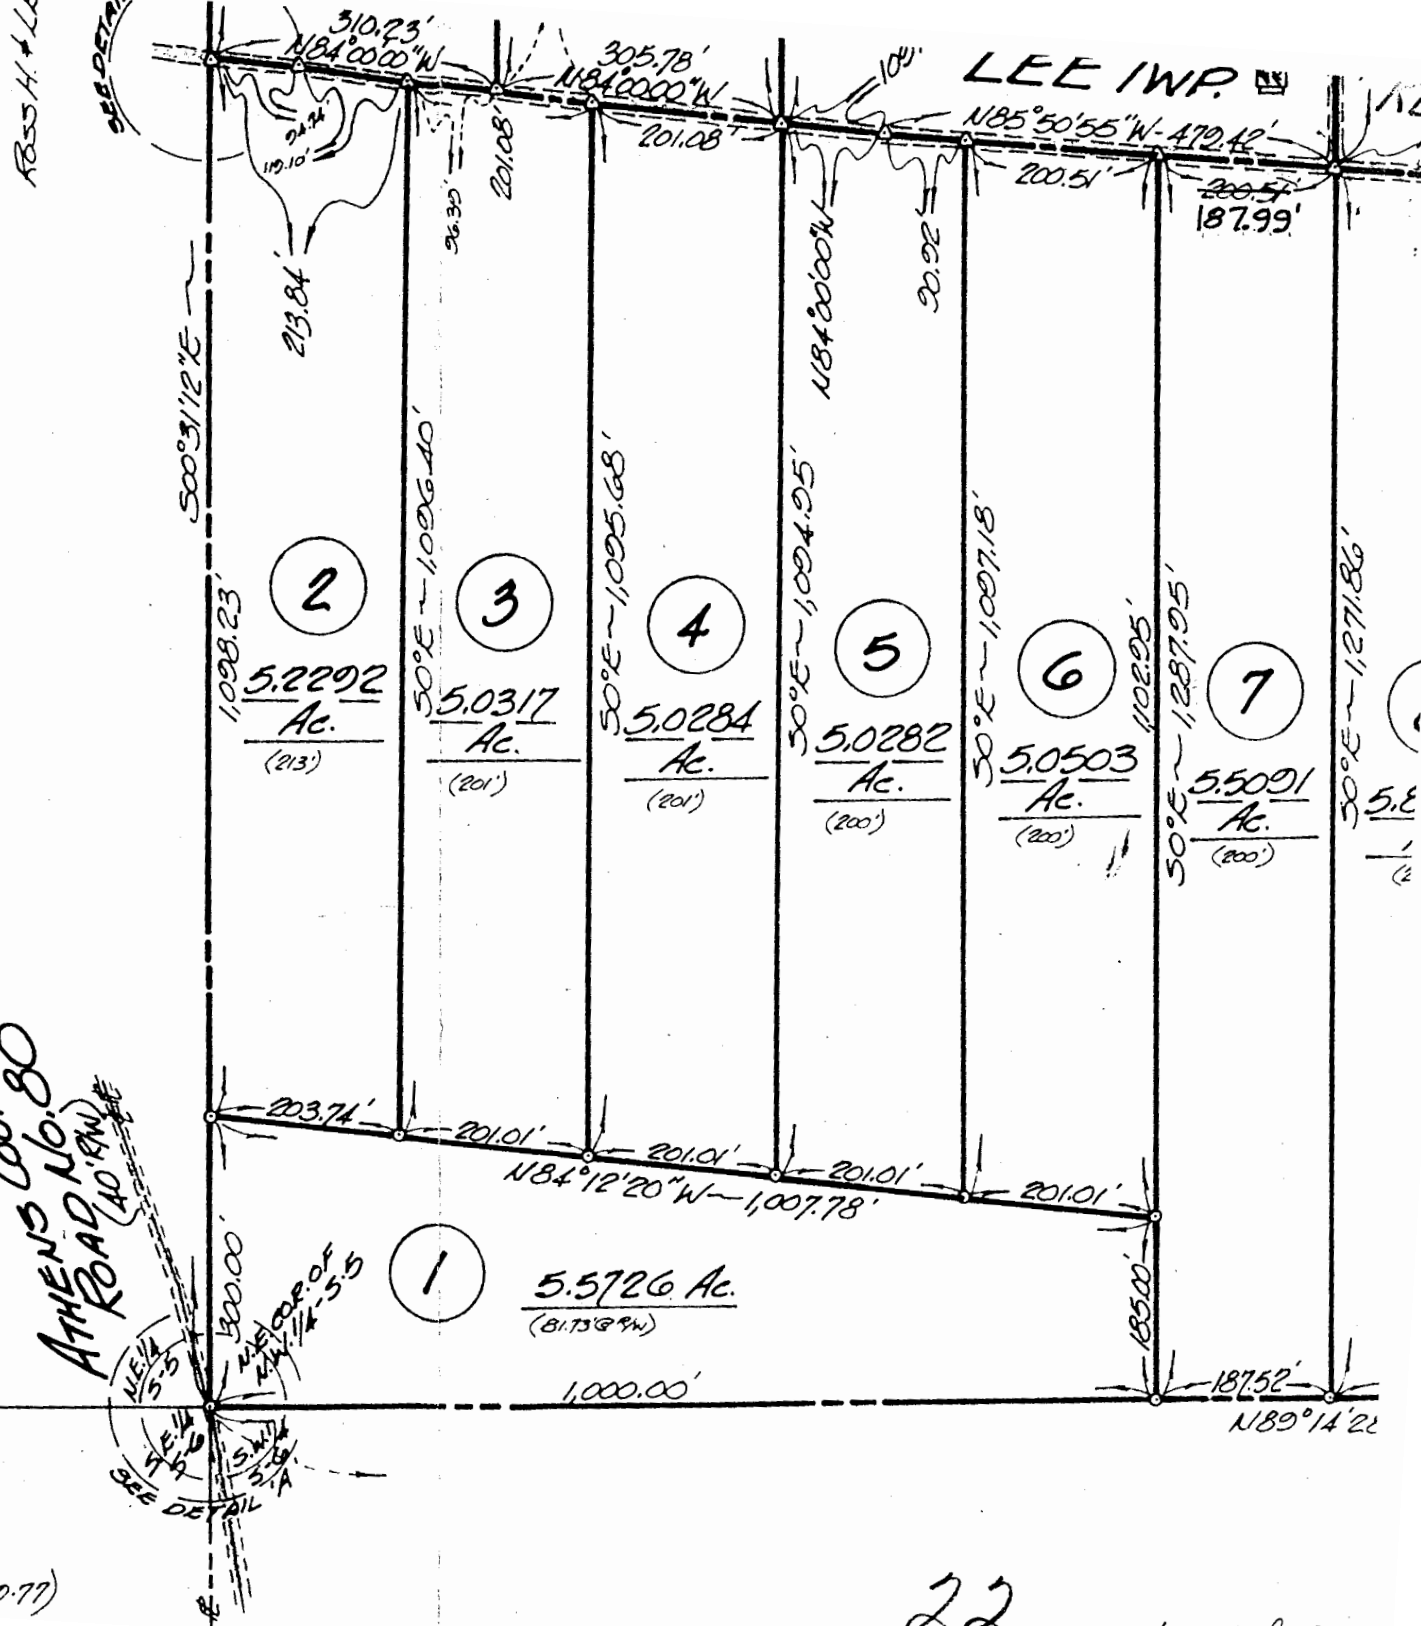 ROSS H. & L
SEE DETAIL
310.23'
N84°00'00"W
305.78'
N84°00'00"W
LEE TWP.
N85°50'55"W-479.42'
94.74'
119.10'
213.84'
96.35'
201.08'
201.08'
N84°00'00"W
90.92'
200.51'
200.51'
187.99'
S00°31'12"E
1,098.23'
S0°E-1,096.40'
S0°E-1,095.68'
S0°E-1,094.95'
S0°E-1,097.18'
1,102.95'
S0°E-1,287.95'
S0°E-1,271.86'
2
5.2292
Ac.
(213')
3
5.0317
Ac.
(201')
4
5.0284
Ac.
(201')
5
5.0282
Ac.
(200')
6
5.0503
Ac.
(200')
7
5.5091
Ac.
(200')
5.8
203.74'
201.01'
201.01'
201.01'
201.01'
N84°12'20"W-1,007.78'
ATHENS CO. 80
ROAD No.
(40' R/W)
300.00'
N.E. COR. OF
N.W. 1/4-S-5
1
5.5726 Ac.
(81.73'@R/W)
185.00'
1,000.00'
187.52'
N89°14'22
N.E. 1/4
S-5
S.E. 1/4
S-6
S.W. 1/4
S-6
SEE DETAIL 'A'
0.77)
22